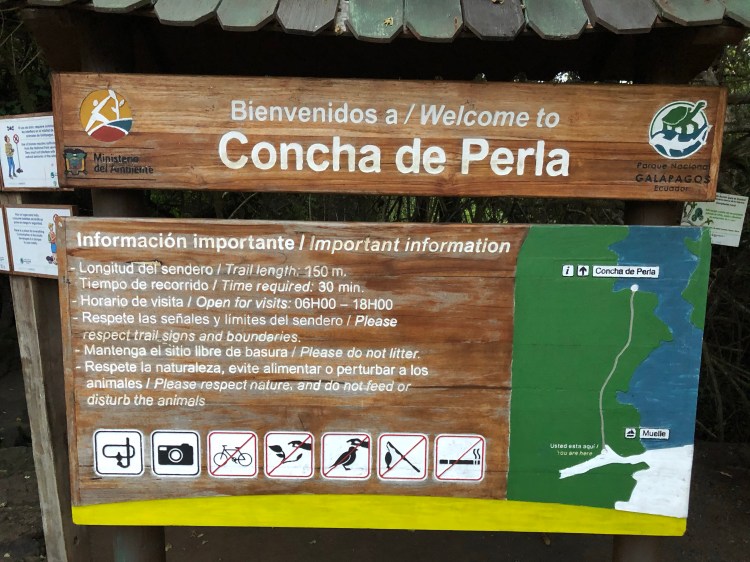 Bienvenidos a / Welcome to
Concha de Perla
Ministerio
del Ambiente
Parque Nacional
GALÁPAGOS
Ecuador
Información importante / Important information
- Longitud del sendero / Trail length: 150 m.
Tiempo de recorrido / Time required: 30 min.
- Horario de visita / Open for visits: 06H00 – 18H00
- Respete las señales y límites del sendero / Please
respect trail signs and boundaries.
- Mantenga el sitio libre de basura / Please do not litter.
- Respete la naturaleza, evite alimentar o perturbar a los
animales / Please respect nature, and do not feed or
disturb the animals
i Concha de Perla
Muelle
Usted esta aquí /
You are here